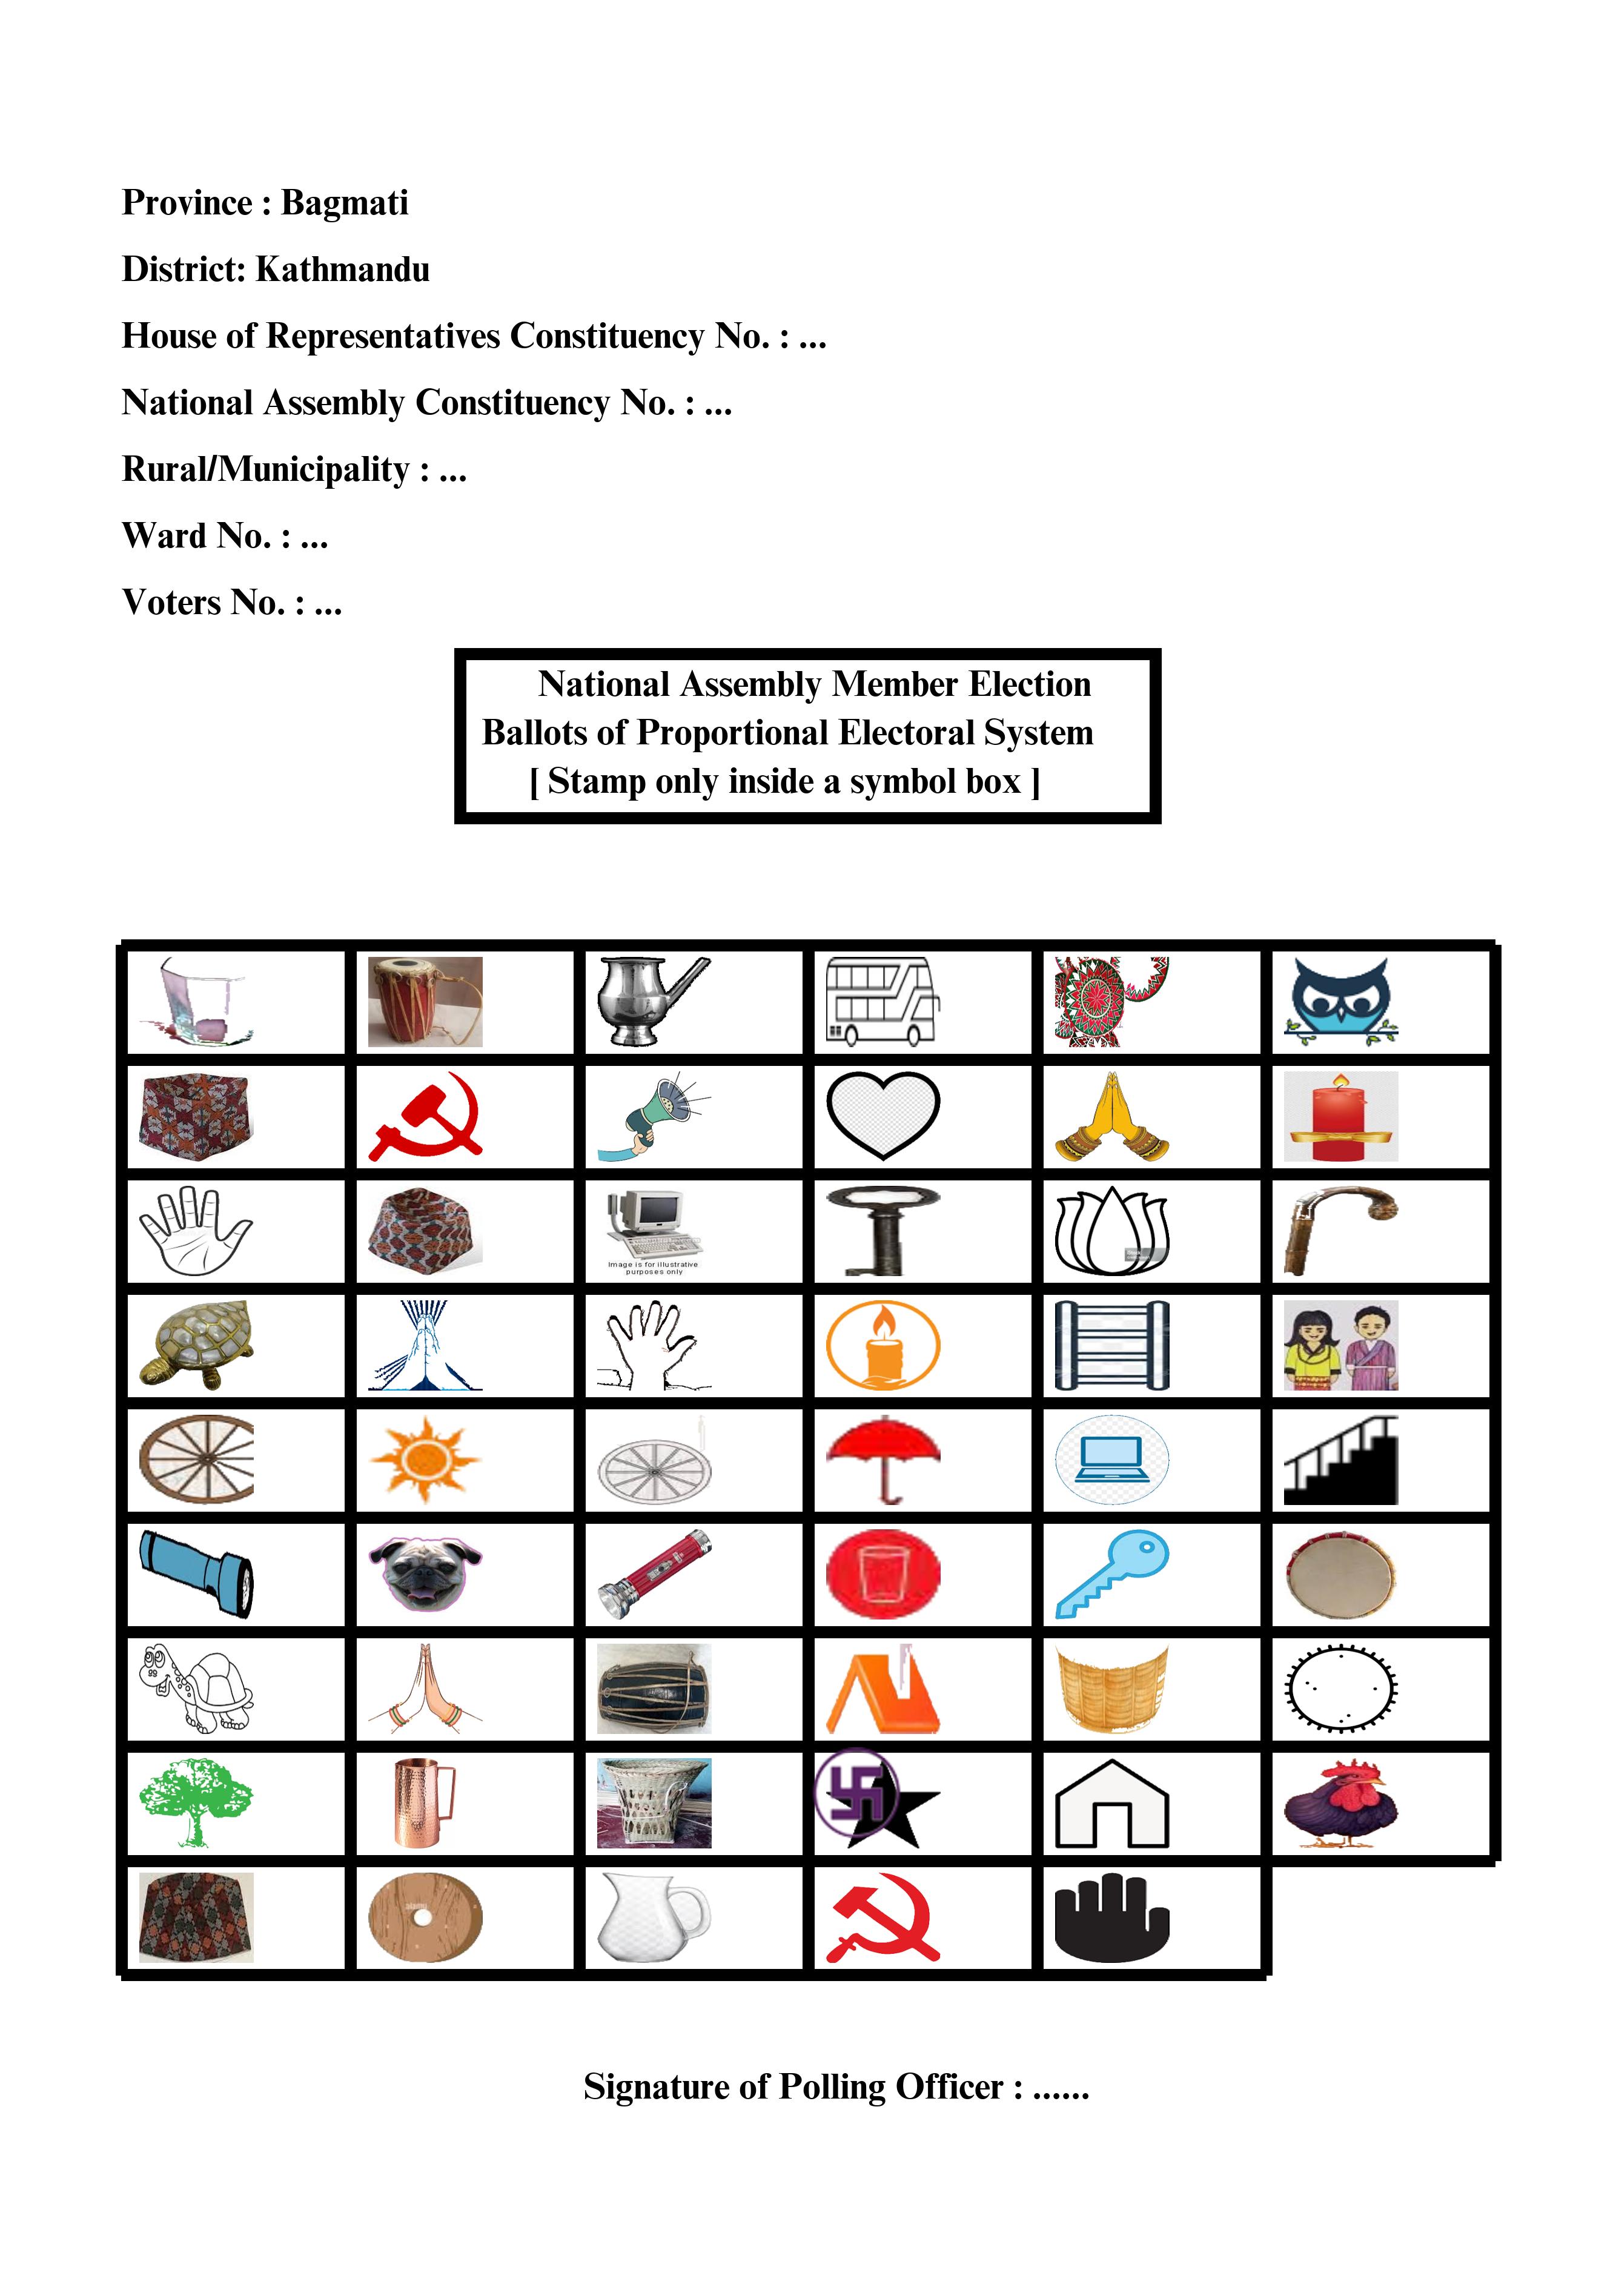 Province : Bagmati
District: Kathmandu
House of Representatives Constituency No. : ...
National Assembly Constituency No. : ...
Rural/Municipality : ...
Ward No. : ...
Voters No. : ...
National Assembly Member Election
Ballots of Proportional Electoral System
[ Stamp only inside a symbol box ]
Image is for illustrative
purposes only
Signature of Polling Officer : ......